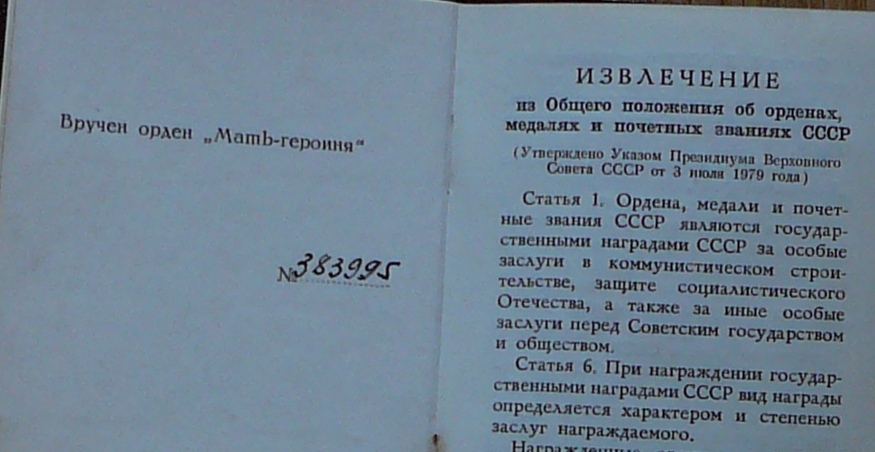 Вручен орден „Мать-героиня“
№383995
ИЗВЛЕЧЕНИЕ
из Общего положения об орденах,
медалях и почетных званиях СССР
(Утверждено Указом Президиума Верховного
Совета СССР от 3 июля 1979 года)
Статья 1. Ордена, медали и почет-
ные звания СССР являются государ-
ственными наградами СССР за особые
заслуги в коммунистическом строи-
тельстве, защите социалистического
Отечества, а также за иные особые
заслуги перед Советским государством
и обществом.
Статья 6. При награждении государ-
ственными наградами СССР вид награды
определяется характером и степенью
заслуг награждаемого.